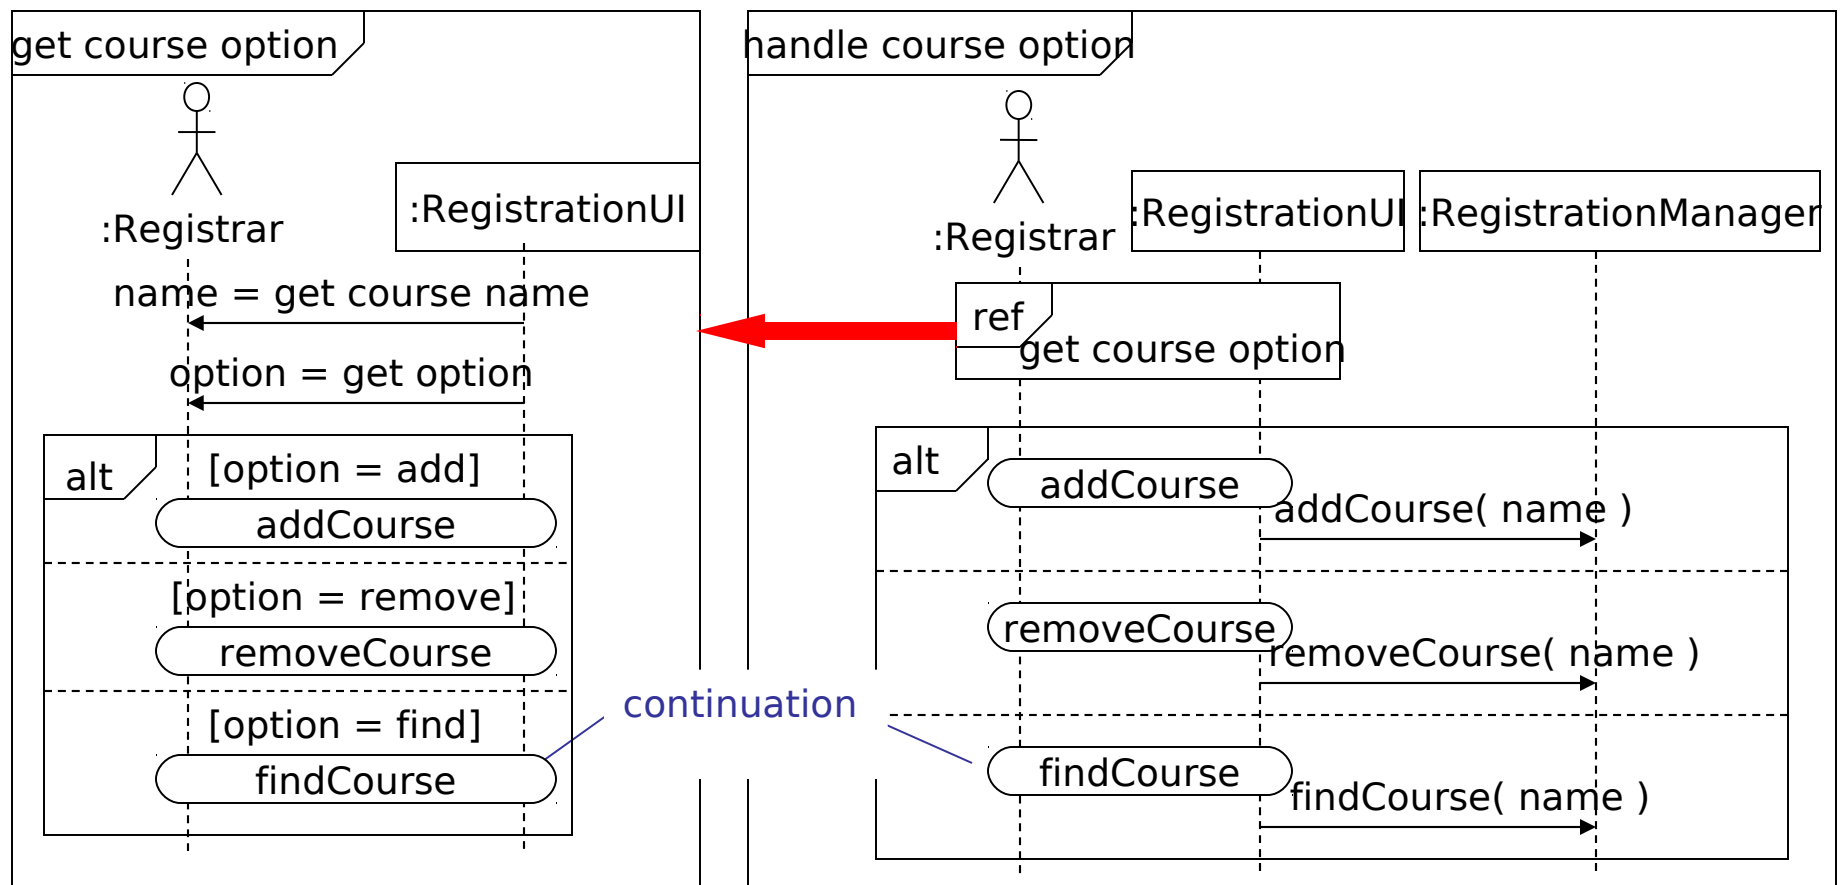 get course option
:Registrar
:RegistrationUI
name = get course name
option = get option
alt
[option = add]
addCourse
[option = remove]
removeCourse
[option = find]
findCourse
continuation
handle course option
:Registrar
:RegistrationUI
:RegistrationManager
ref
get course option
alt
addCourse
addCourse( name )
removeCourse
removeCourse( name )
findCourse
findCourse( name )